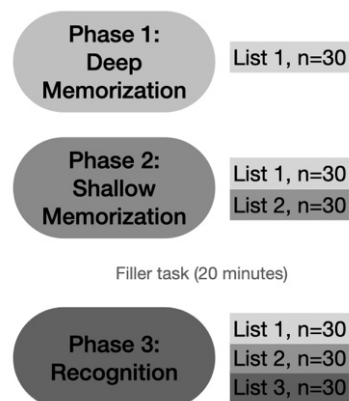 Phase 1:
Deep
Memorization
List 1, n=30
Phase 2:
Shallow
Memorization
List 1, n=30
List 2, n=30
Filler task (20 minutes)
Phase 3:
Recognition
List 1, n=30
List 2, n=30
List 3, n=30